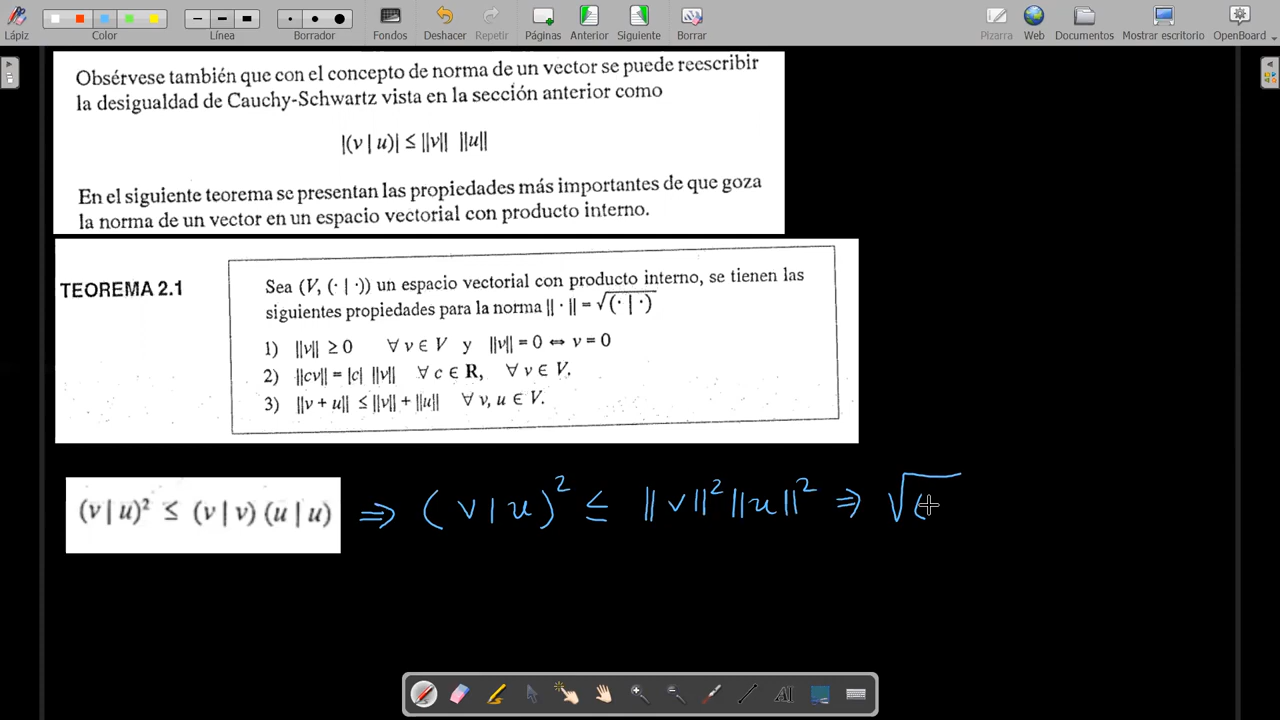 Lápiz Color Línea Borrador Fondos Deshacer Repetir Páginas Anterior Siguiente Borrar Pizarra Web Documentos Mostrar escritorio OpenBoard
Obsérvese también que con el concepto de norma de un vector se puede reescribir
la desigualdad de Cauchy-Schwartz vista en la sección anterior como
|(v | u)| ≤ ||v|| ||u||
En el siguiente teorema se presentan las propiedades más importantes de que goza
la norma de un vector en un espacio vectorial con producto interno.
TEOREMA 2.1
Sea (V, (· | ·)) un espacio vectorial con producto interno, se tienen las
siguientes propiedades para la norma || · || = √(· | ·)
1) ||v|| ≥ 0 ∀ v ∈ V y ||v|| = 0 ⇔ v = 0
2) ||cv|| = |c| ||v|| ∀ c ∈ R, ∀ v ∈ V.
3) ||v + u|| ≤ ||v|| + ||u|| ∀ v, u ∈ V.
(v | u)² ≤ (v | v) (u | u) ⇒ (v | u)² ≤ ||v||² ||u||² ⇒ √(
AI